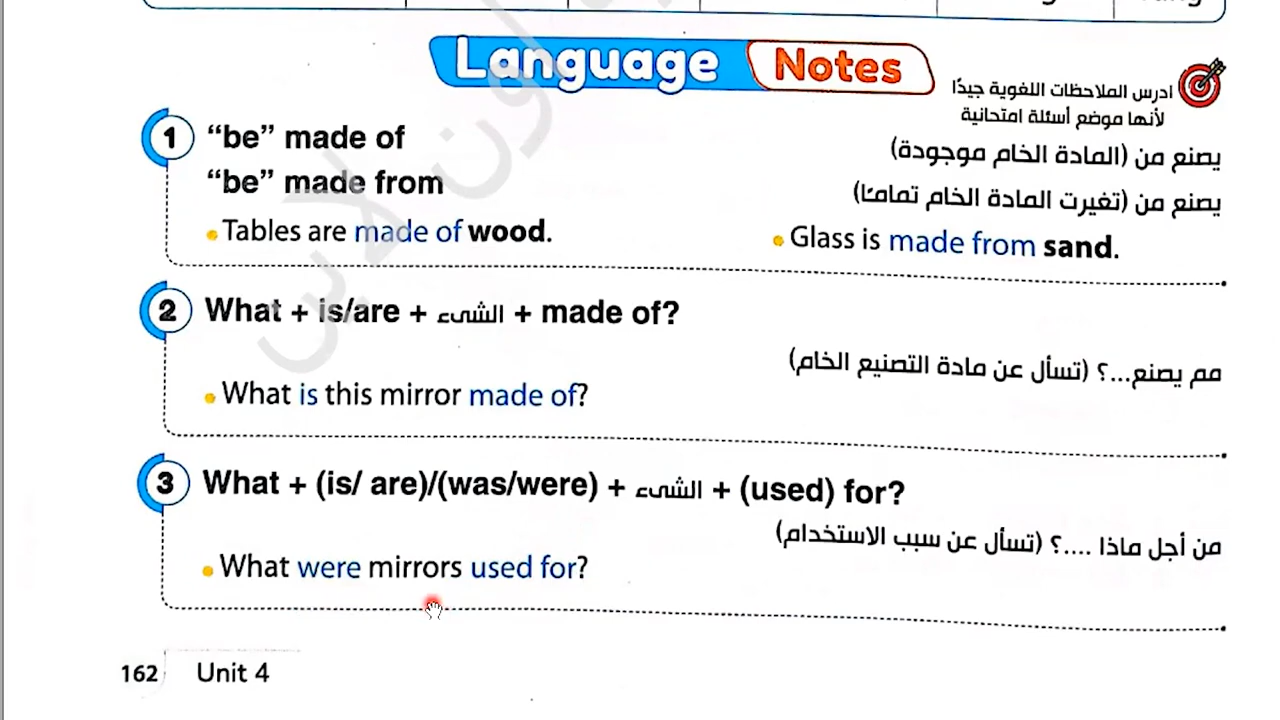 Language Notes
ادرس الملاحظات اللغوية جيدًا
لأنها موضع أسئلة امتحانية
1 "be" made of
يصنع من (المادة الخام موجودة)
"be" made from
يصنع من (تغيرت المادة الخام تمامًا)
• Tables are made of wood.
• Glass is made from sand.
2 What + is/are + الشىء + made of?
مم يصنع...؟ (تسأل عن مادة التصنيع الخام)
• What is this mirror made of?
3 What + (is/ are)/(was/were) + الشىء + (used) for?
من أجل ماذا ....؟ (تسأل عن سبب الاستخدام)
• What were mirrors used for?
162 Unit 4